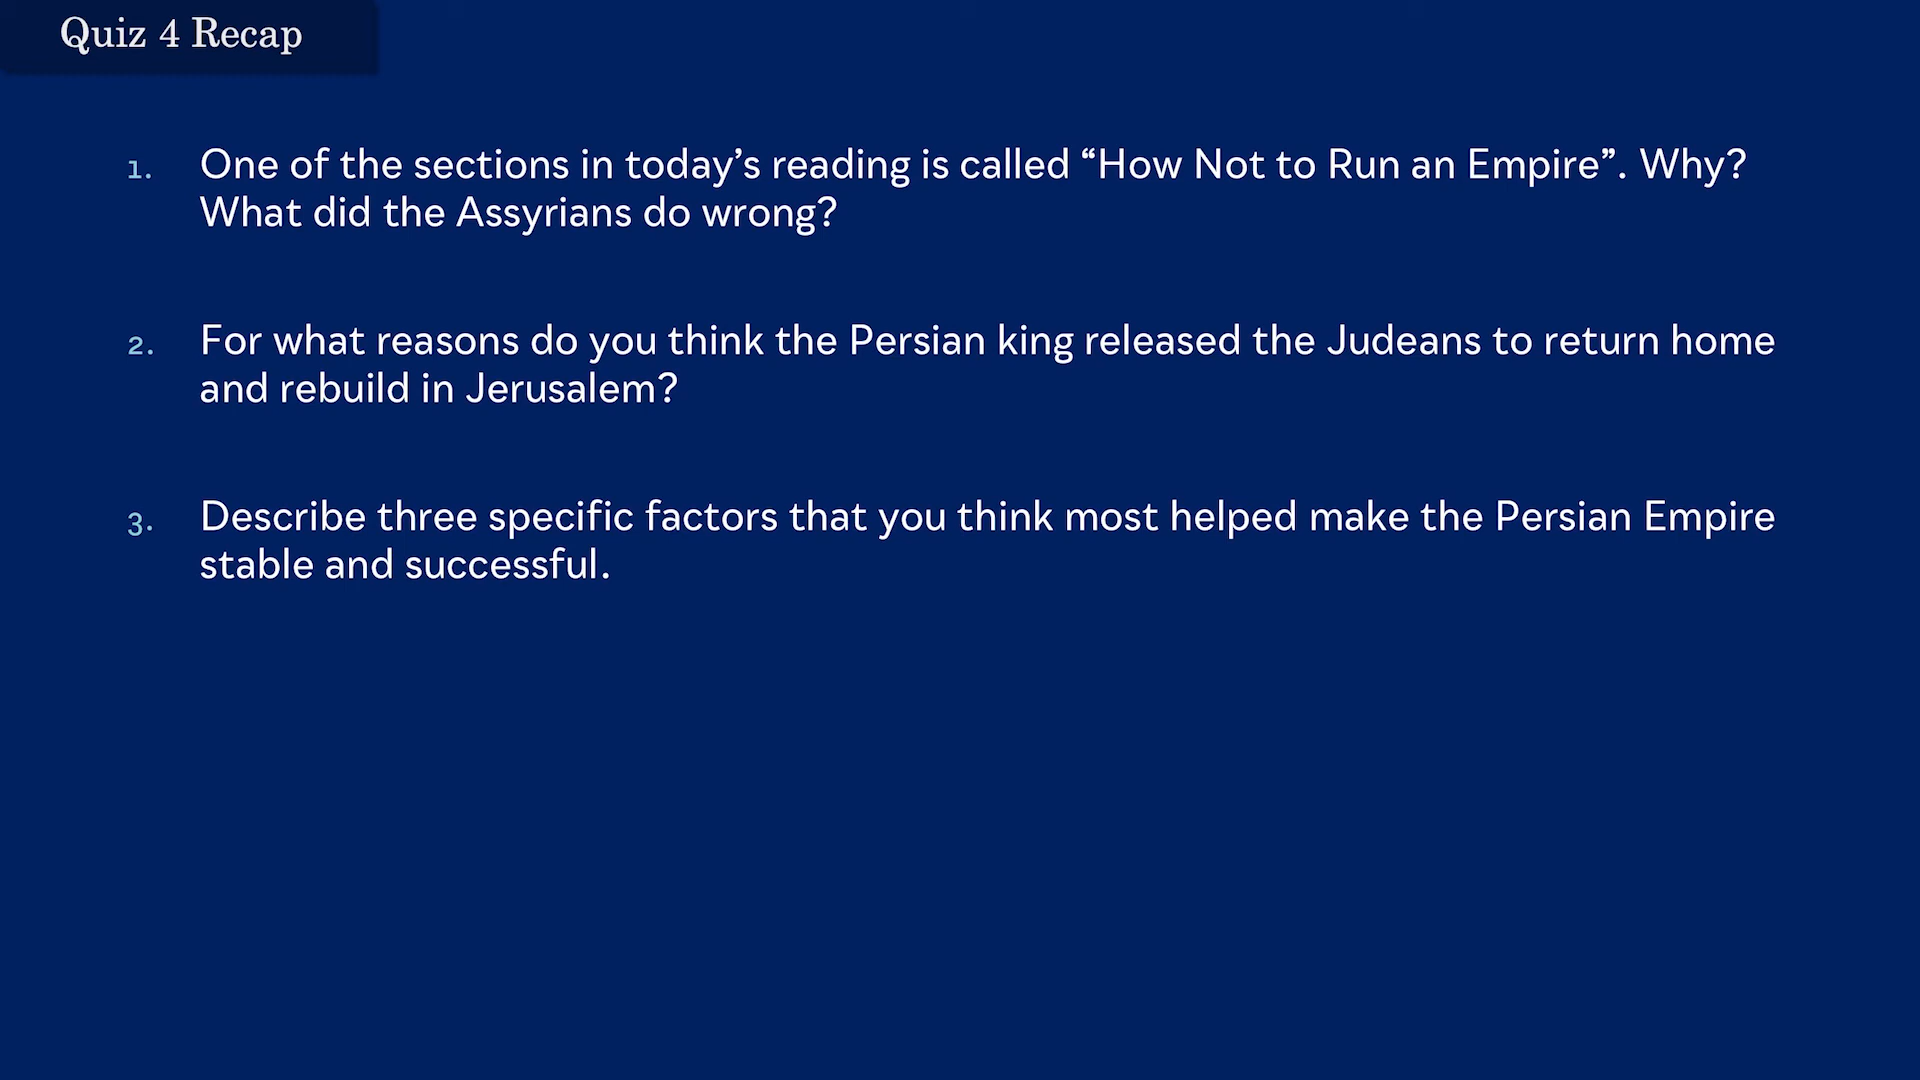 Quiz 4 Recap
1. One of the sections in today’s reading is called “How Not to Run an Empire”. Why?
What did the Assyrians do wrong?
2. For what reasons do you think the Persian king released the Judeans to return home
and rebuild in Jerusalem?
3. Describe three specific factors that you think most helped make the Persian Empire
stable and successful.